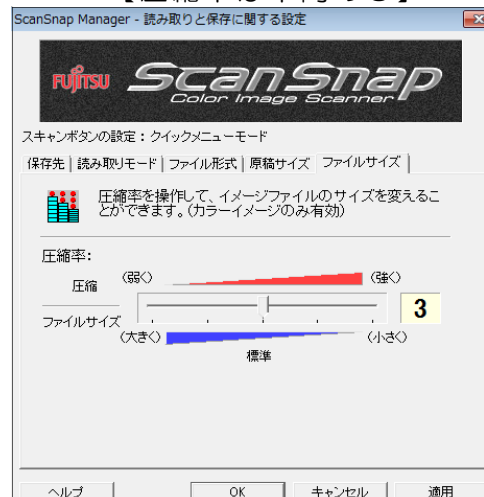 ScanSnap Manager - 読み取りと保存に関する設定
FUJITSU ScanSnap
Color Image Scanner
スキャンボタンの設定：クイックメニューモード
保存先 読み取りモード ファイル形式 原稿サイズ ファイルサイズ
圧縮率を操作して、イメージファイルのサイズを変えるこ
とができます。(カラーイメージのみ有効)
圧縮率：
圧縮 (弱く) (強く)
3
ファイルサイズ
(大きく) (小さく)
標準
ヘルプ OK キャンセル 適用